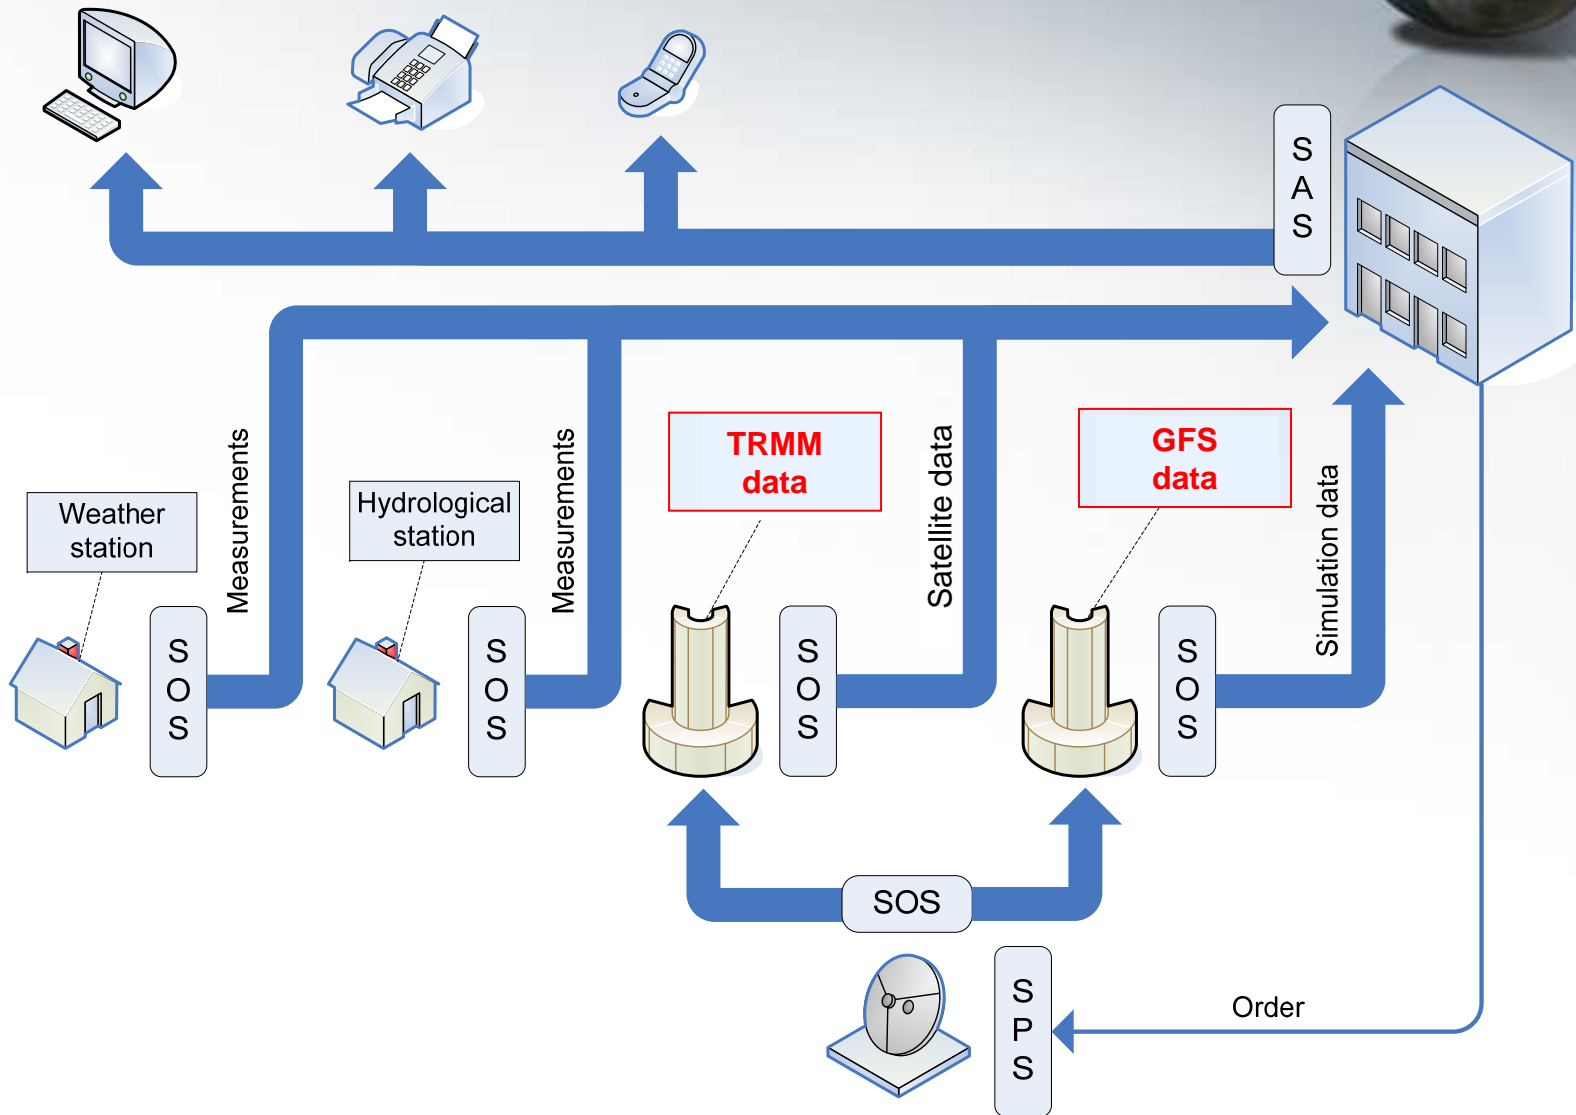 S
A
S
TRMM
data
GFS
data
Weather
station
Measurements
Hydrological
station
Measurements
Satellite data
Simulation data
S
O
S
S
O
S
S
O
S
S
O
S
SOS
S
P
S
Order